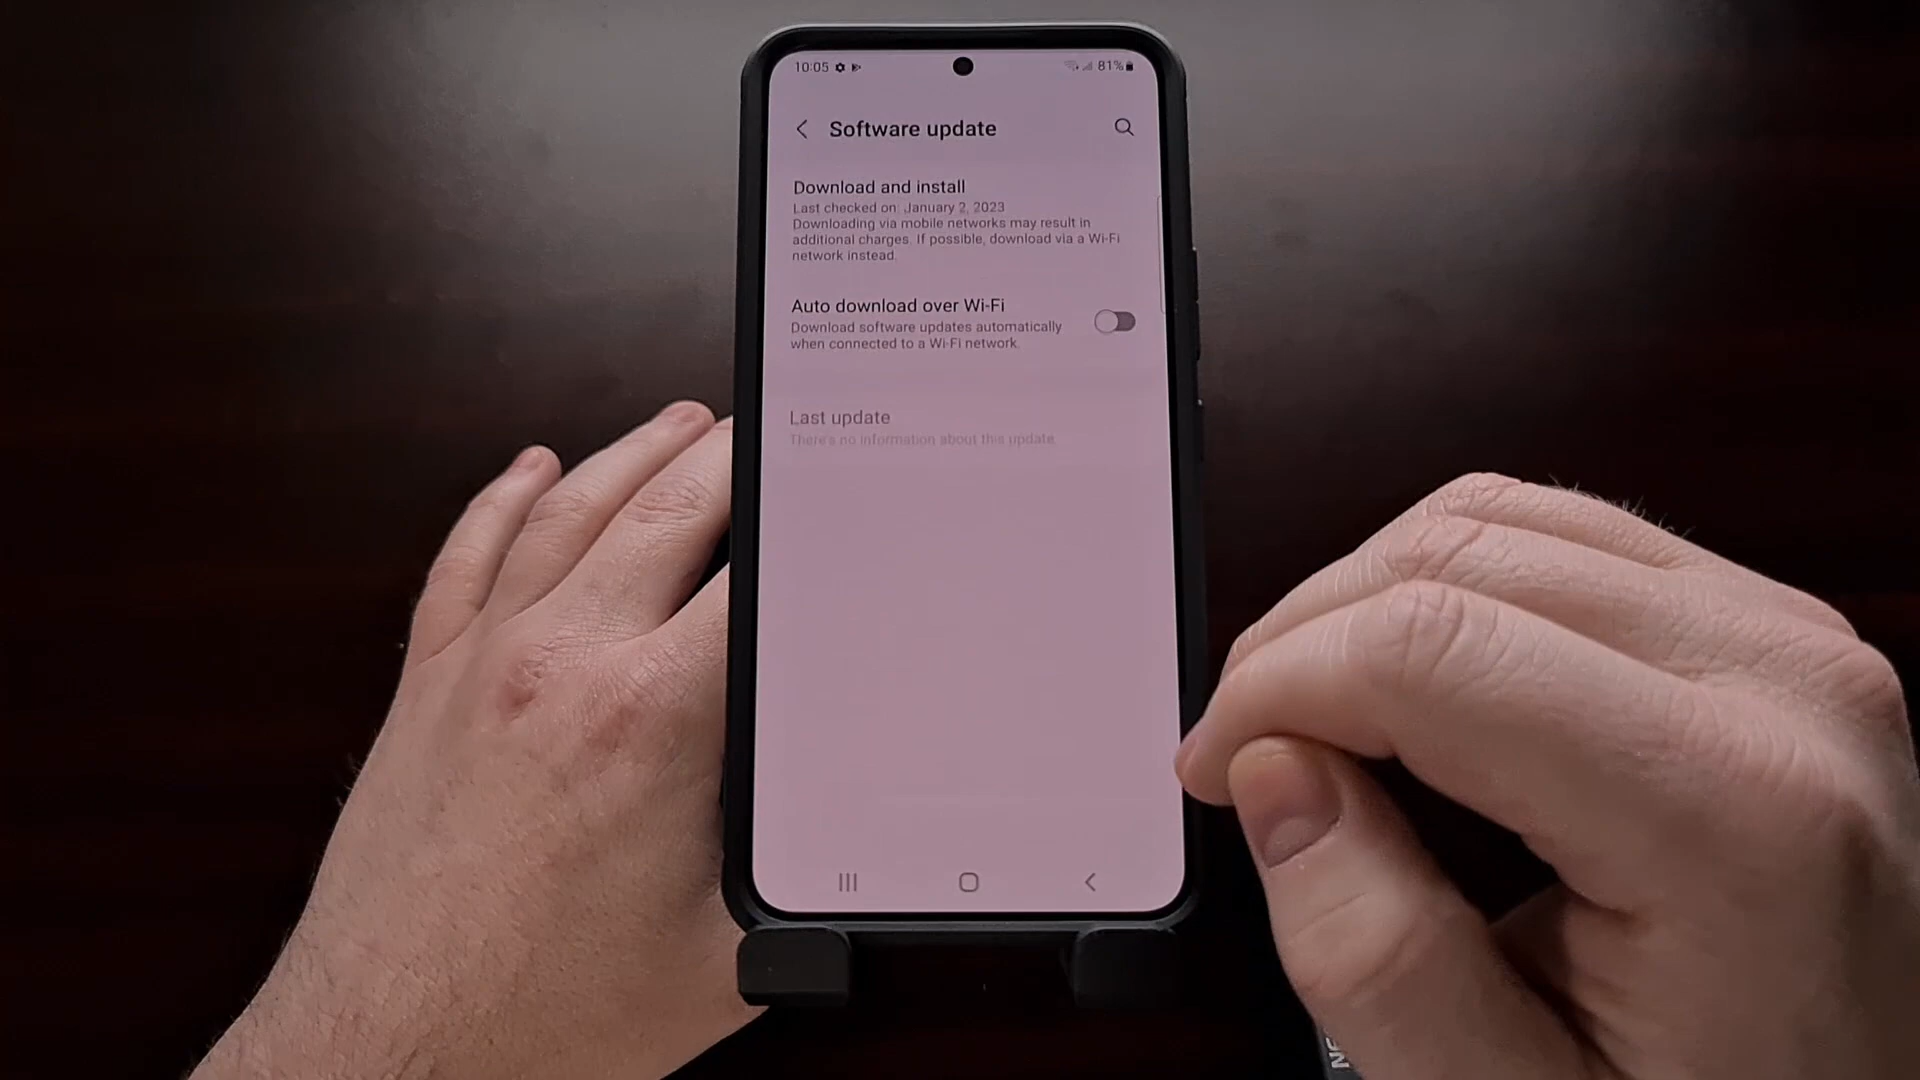 10:05
81%
Software update
Download and install
Last checked on: January 2, 2023
Downloading via mobile networks may result in
additional charges. If possible, download via a Wi-Fi
network instead.
Auto download over Wi-Fi
Download software updates automatically
when connected to a Wi-Fi network.
Last update
There's no information about this update.